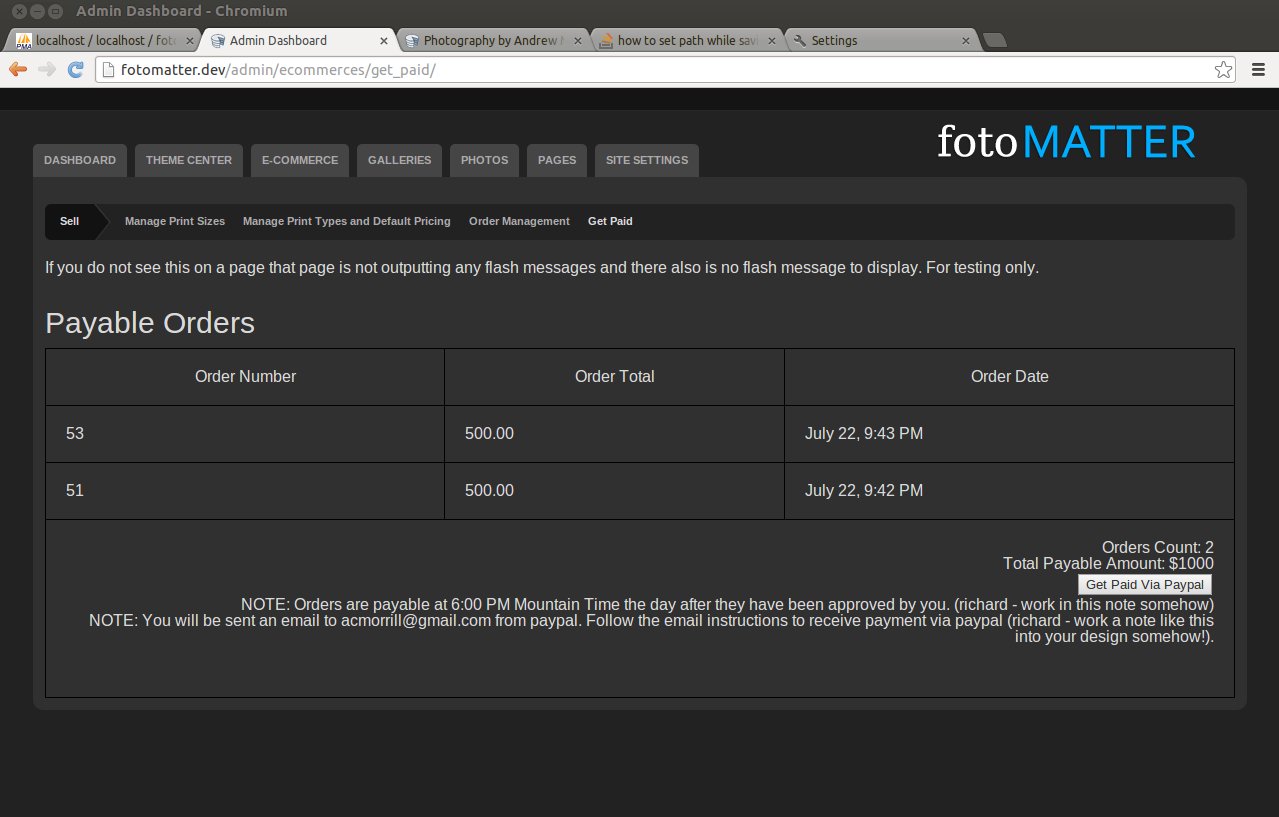 Admin Dashboard - Chromium
PMA localhost / localhost / foto Admin Dashboard Photography by Andrew how to set path while savi Settings
fotomatter.dev/admin/ecommerces/get_paid/
fotoMATTER
DASHBOARD THEME CENTER E-COMMERCE GALLERIES PHOTOS PAGES SITE SETTINGS
Sell Manage Print Sizes Manage Print Types and Default Pricing Order Management Get Paid
If you do not see this on a page that page is not outputting any flash messages and there also is no flash message to display. For testing only.
Payable Orders
Order Number Order Total Order Date
53 500.00 July 22, 9:43 PM
51 500.00 July 22, 9:42 PM
Orders Count: 2
Total Payable Amount: $1000
Get Paid Via Paypal
NOTE: Orders are payable at 6:00 PM Mountain Time the day after they have been approved by you. (richard - work in this note somehow)
NOTE: You will be sent an email to acmorrill@gmail.com from paypal. Follow the email instructions to receive payment via paypal (richard - work a note like this
into your design somehow!).